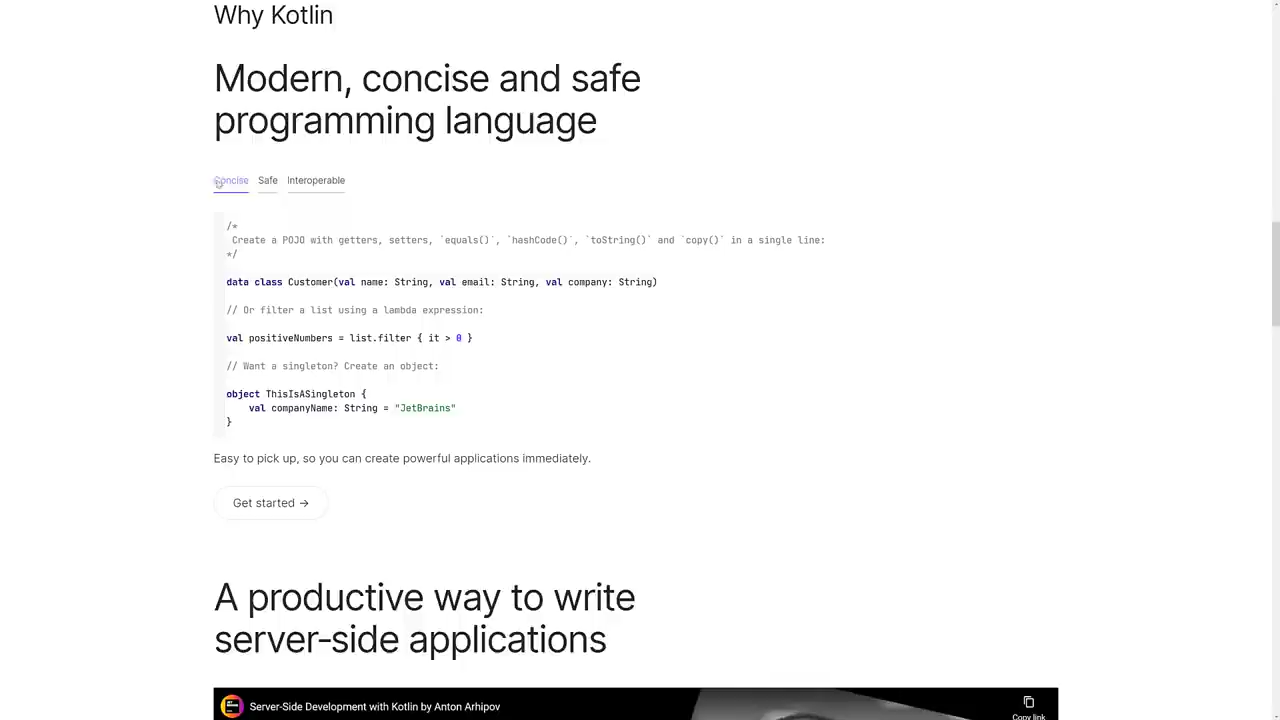 Why Kotlin
Modern, concise and safe
programming language
Concise Safe Interoperable
/*
 Create a POJO with getters, setters, `equals()`, `hashCode()`, `toString()` and `copy()` in a single line:
*/
data class Customer(val name: String, val email: String, val company: String)
// Or filter a list using a lambda expression:
val positiveNumbers = list.filter { it > 0 }
// Want a singleton? Create an object:
object ThisIsASingleton {
    val companyName: String = "JetBrains"
}
Easy to pick up, so you can create powerful applications immediately.
Get started →
A productive way to write
server-side applications
Server-Side Development with Kotlin by Anton Arhipov
Copy link